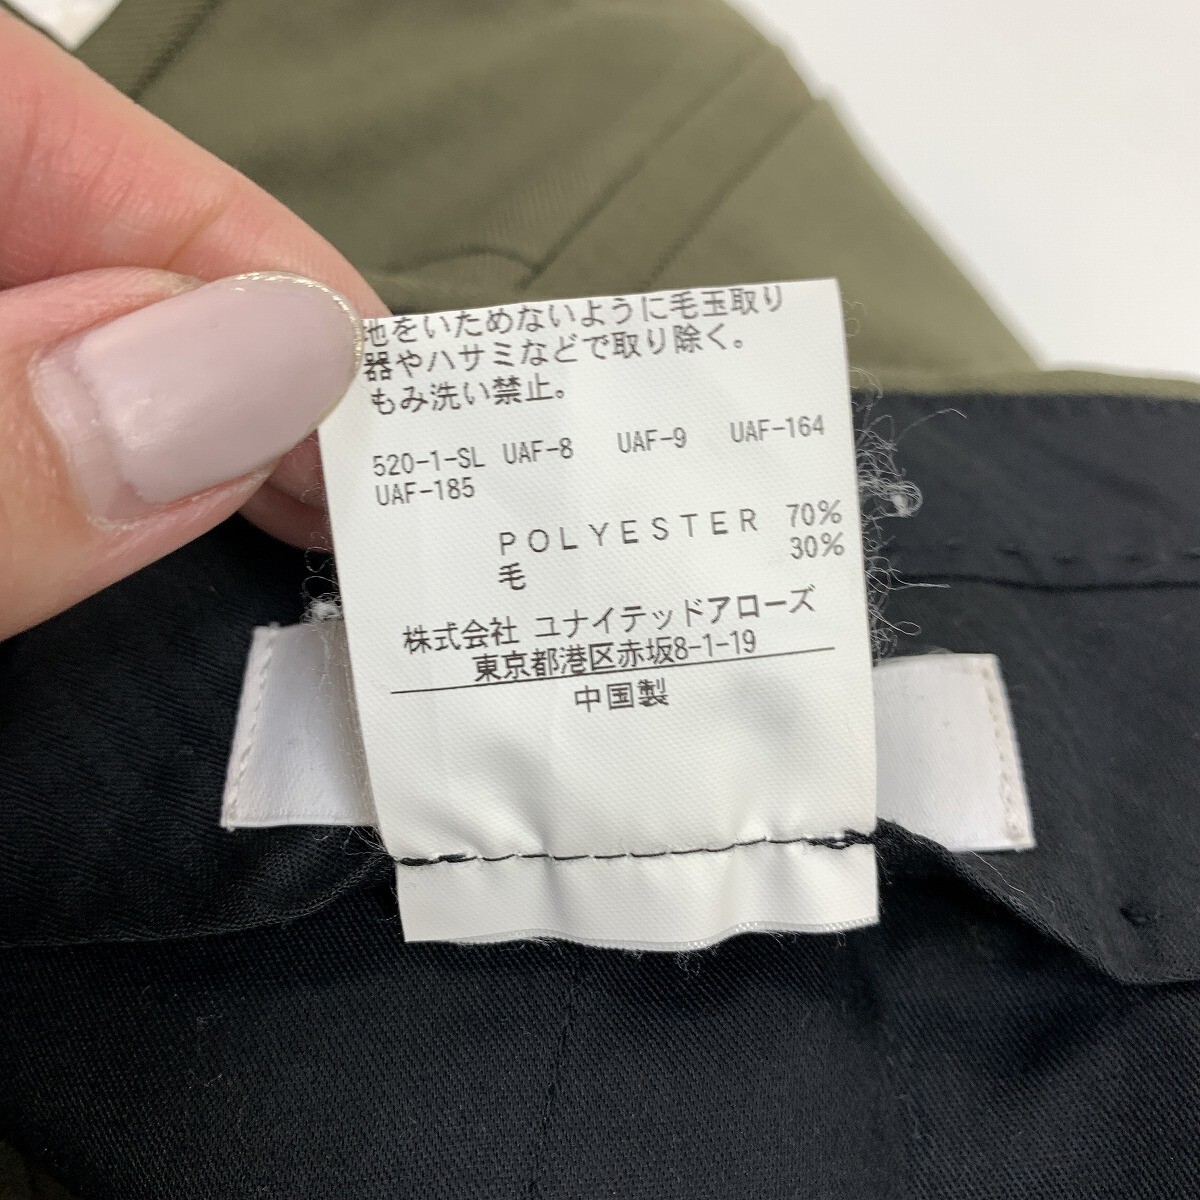 地をいためないように毛玉取り
器やハサミなどで取り除く。
もみ洗い禁止。
520-1-SL UAF-8 UAF-9 UAF-164
UAF-185
POLYESTER 70%
毛 30%
株式会社 ユナイテッドアローズ
東京都港区赤坂8-1-19
中国製